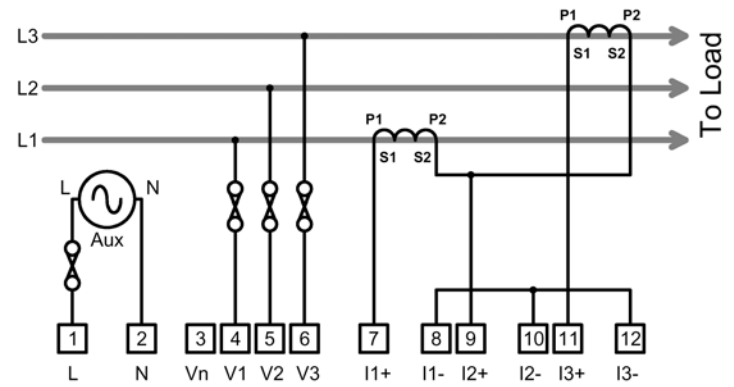 P1 P2
L3
S1 S2
L2
P1 P2
L1
S1 S2
To Load
L N
Aux
1 2 3 4 5 6 7 8 9 10 11 12
L N Vn V1 V2 V3 I1+ I1- I2+ I2- I3+ I3-